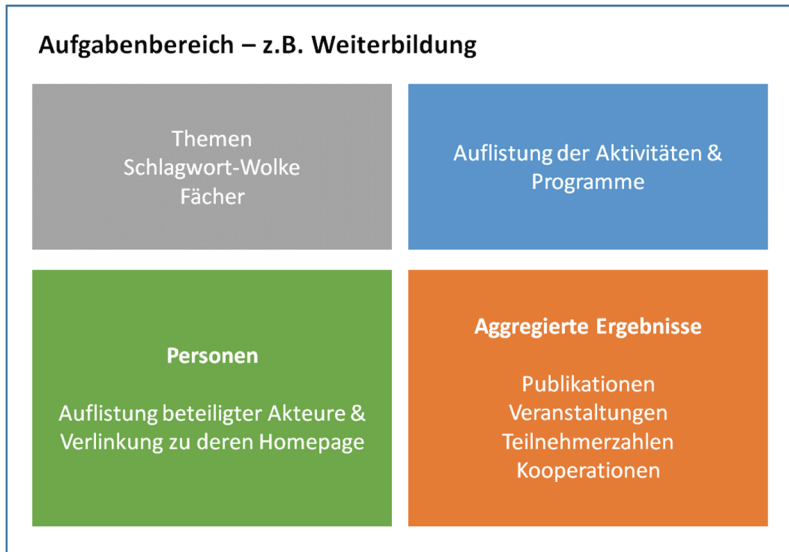 Aufgabenbereich – z.B. Weiterbildung
Themen
Schlagwort-Wolke
Fächer
Auflistung der Aktivitäten &
Programme
Personen
Auflistung beteiligter Akteure &
Verlinkung zu deren Homepage
Aggregierte Ergebnisse
Publikationen
Veranstaltungen
Teilnehmerzahlen
Kooperationen